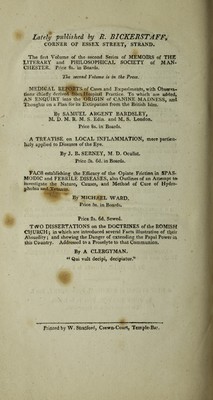 Lately published by R. BICKERSTAFF,
CORNER OF ESSEX STREET, STRAND.
The first Volume of the second Series of MEMOIRS of THE
LITERARY and PHILOSOPHICAL SOCIETY of MAN-
CHESTER. Price 8s. in Boards.
The second Volume is in the Press.
MEDICAL REPORTS of Cases and Experiments, with Observa-
tions chiefly derived from Hospital Practice. To which are added,
AN ENQUIRY into the ORIGIN of CANINE MADNESS, and
Thoughts on a Plan for its Extirpation from the British Isles.
By SAMUEL ARGENT BARDSLEY,
M. D. M. R. M. S. Edin. and M. S. London.
Price 8s. in Boards.
A TREATISE on LOCAL INFLAMMATION, more particu-
larly applied to Diseases of the Eye.
By J. B. SERNEY, M. D. Oculist.
Price 3s. 6d. in Boards.
FACS establishing the Efficacy of the Opiate Friction in SPAS-
MODIC and FEBRILE DISEASES, also Outlines of an Attempt to
investigate the Nature, Causes, and Method of Cure of Hydro-
phobia and Tetanus.
By MICHAEL WARD.
Price 3s. in Boards.
Price 2s. 6d. Sewed.
TWO DISSERTATIONS on the DOCTRINES of the ROMISH
CHURCH; in which are introduced several Facts illustrative of their
Absurdity; and shewing the Danger of extending the Papal Power in
this Country. Addressed to a Proselyte to that Communion.
By A CLERGYMAN.
"Qui vult decipi, decipiatur."
Printed by W. Stratford, Crown-Court, Temple-Bar.